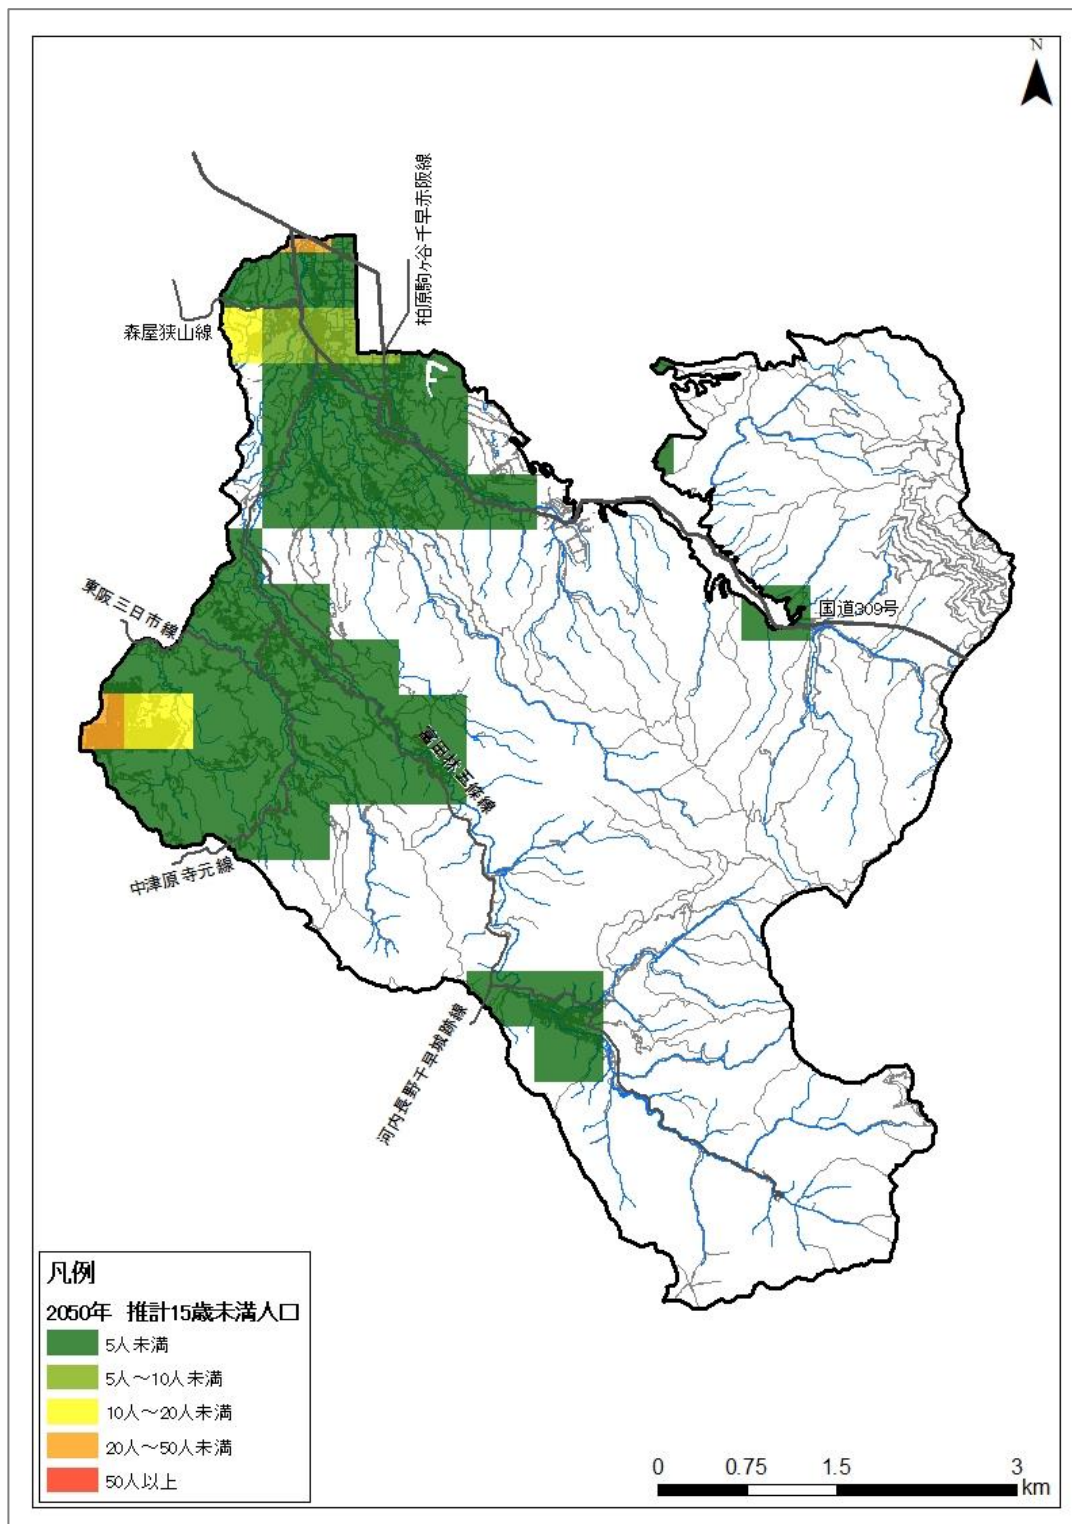 N
柏原駒ヶ谷千早赤阪線
森屋狭山線
国道309号
東阪三日市線
富田林五條線
中津原寺元線
河内長野千早城跡線
凡例
2050年 推計15歳未満人口
5人未満
5人～10人未満
10人～20人未満
20人～50人未満
50人以上
0 0.75 1.5 3
km